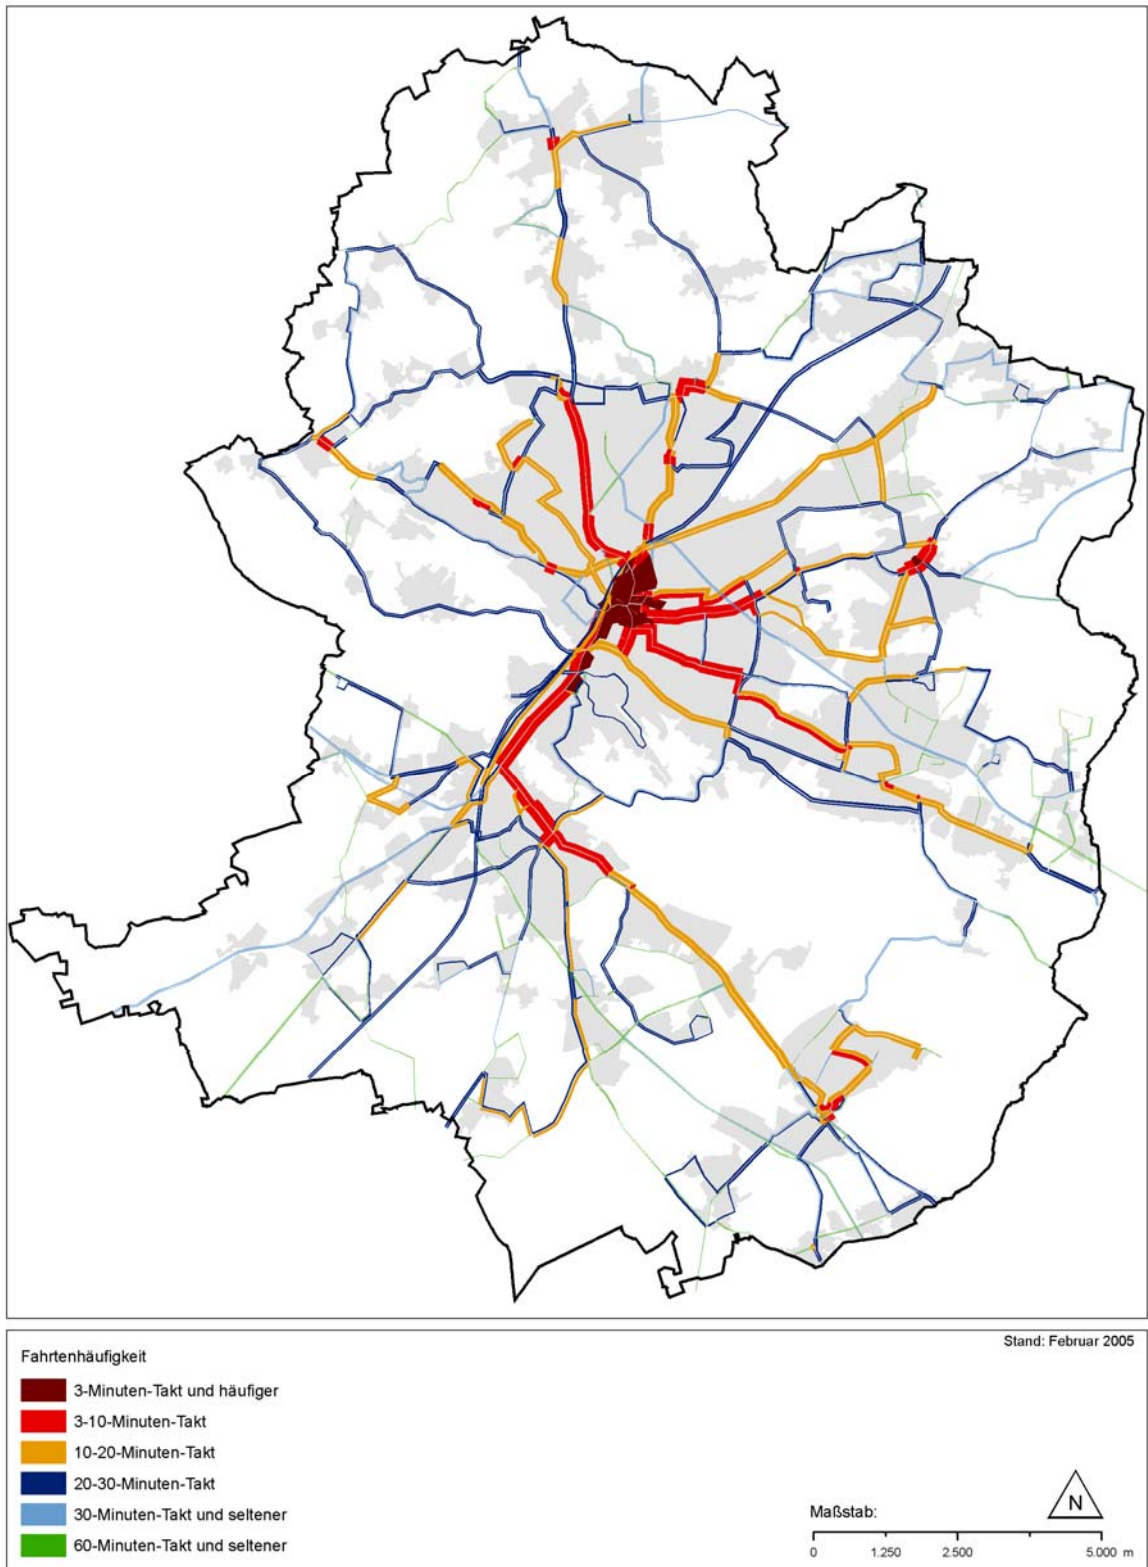 Stand: Februar 2005
Fahrtenhäufigkeit
3-Minuten-Takt und häufiger
3-10-Minuten-Takt
10-20-Minuten-Takt
20-30-Minuten-Takt
30-Minuten-Takt und seltener
60-Minuten-Takt und seltener
N
Maßstab:
0 1.250 2.500 5.000 m